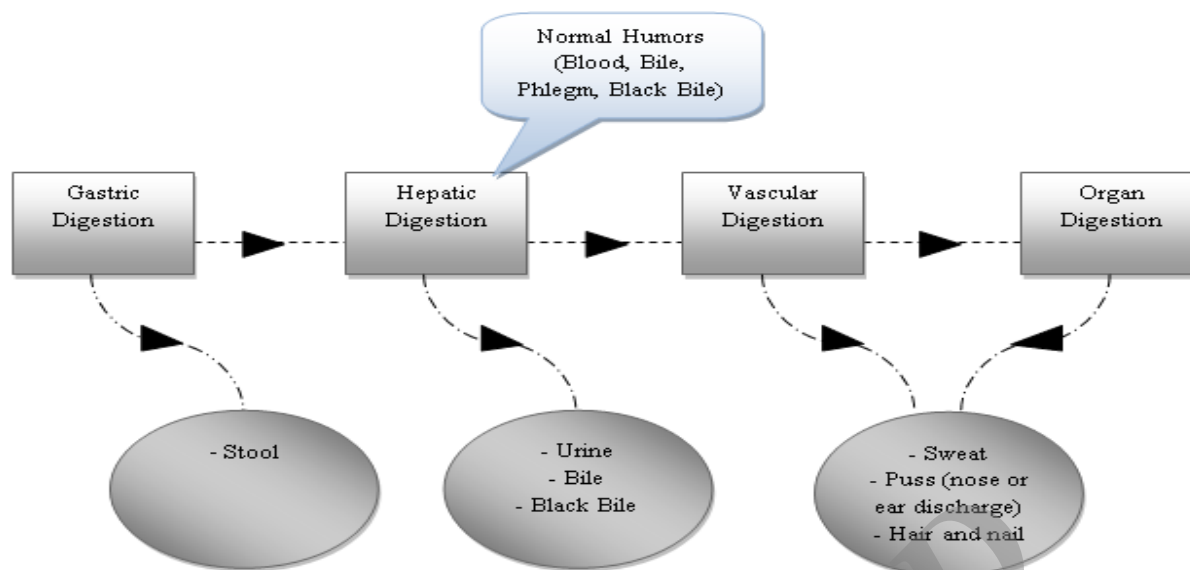 Normal Humors
(Blood, Bile,
Phlegm, Black Bile)
Gastric
Digestion
Hepatic
Digestion
Vascular
Digestion
Organ
Digestion
- Stool
- Urine
- Bile
- Black Bile
- Sweat
- Puss (nose or
ear discharge)
- Hair and nail